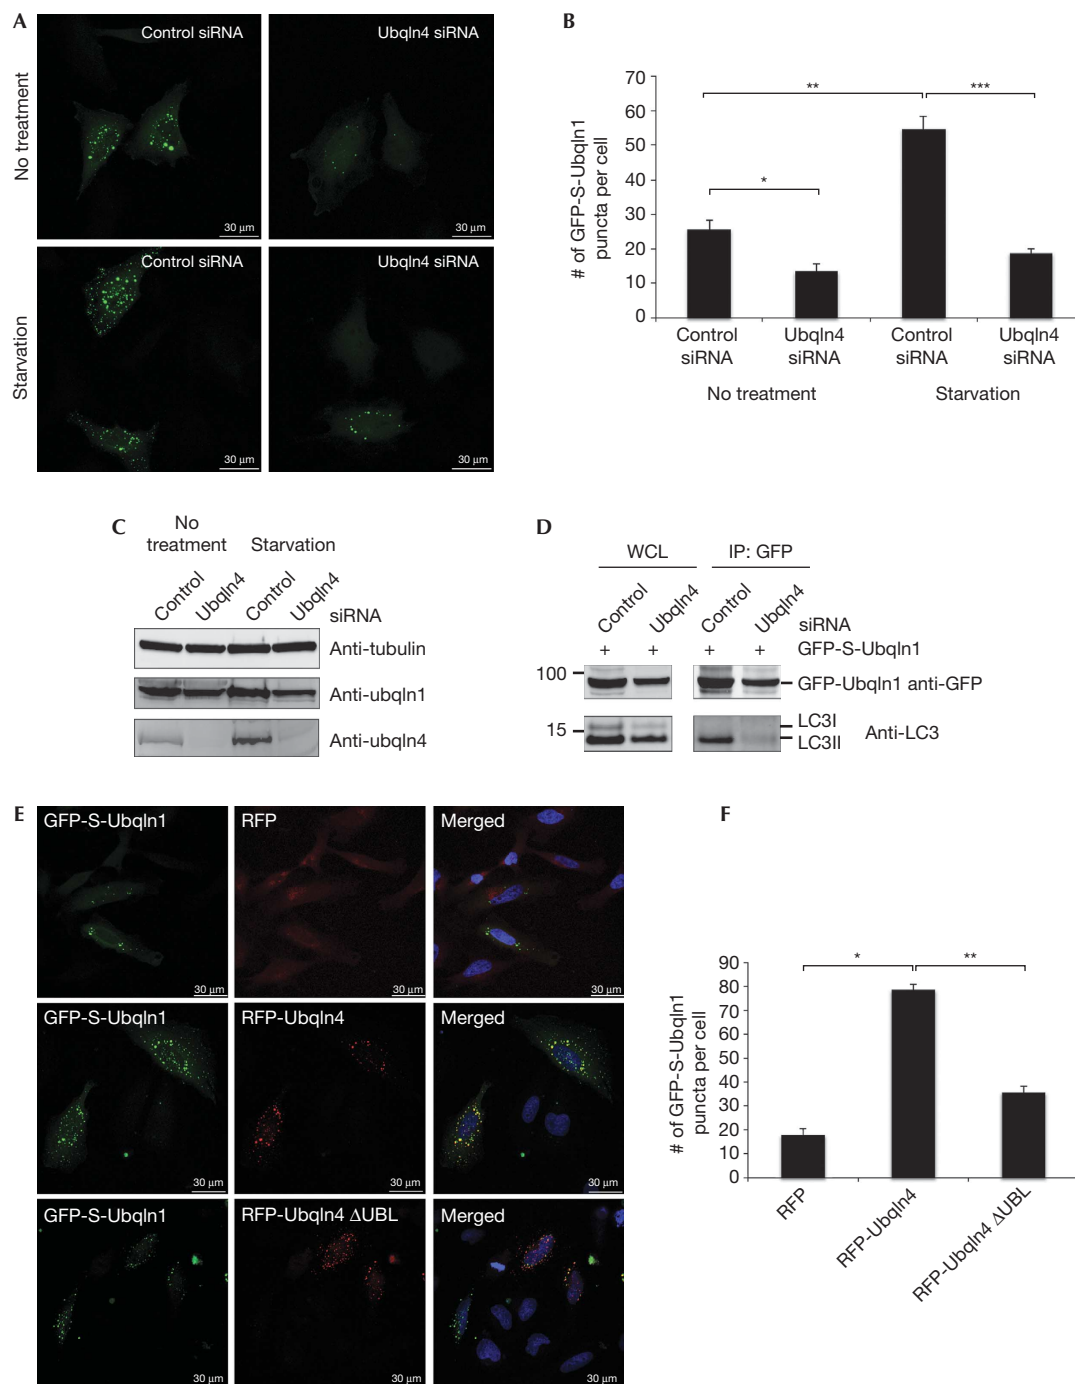 A
Control siRNA
Ubqln4 siRNA
No treatment
30 µm
30 µm
Control siRNA
Ubqln4 siRNA
Starvation
30 µm
30 µm
B
# of GFP-S-Ubqln1
puncta per cell
70
60
50
40
30
20
10
0
**
***
*
Control
siRNA
Ubqln4
siRNA
Control
siRNA
Ubqln4
siRNA
No treatment
Starvation
C
No
treatment
Starvation
Control
Ubqln4
Control
Ubqln4
siRNA
Anti-tubulin
Anti-ubqln1
Anti-ubqln4
D
WCL
IP: GFP
Control
Ubqln4
Control
Ubqln4
siRNA
+ + + + GFP-S-Ubqln1
100
GFP-Ubqln1 anti-GFP
15
LC3I
LC3II
Anti-LC3
E
GFP-S-Ubqln1
RFP
Merged
30 µm
30 µm
30 µm
GFP-S-Ubqln1
RFP-Ubqln4
Merged
30 µm
30 µm
30 µm
GFP-S-Ubqln1
RFP-Ubqln4 ΔUBL
Merged
30 µm
30 µm
30 µm
F
# of GFP-S-Ubqln1
puncta per cell
90
80
70
60
50
40
30
20
10
0
*
**
RFP
RFP-Ubqln4
RFP-Ubqln4 ΔUBL